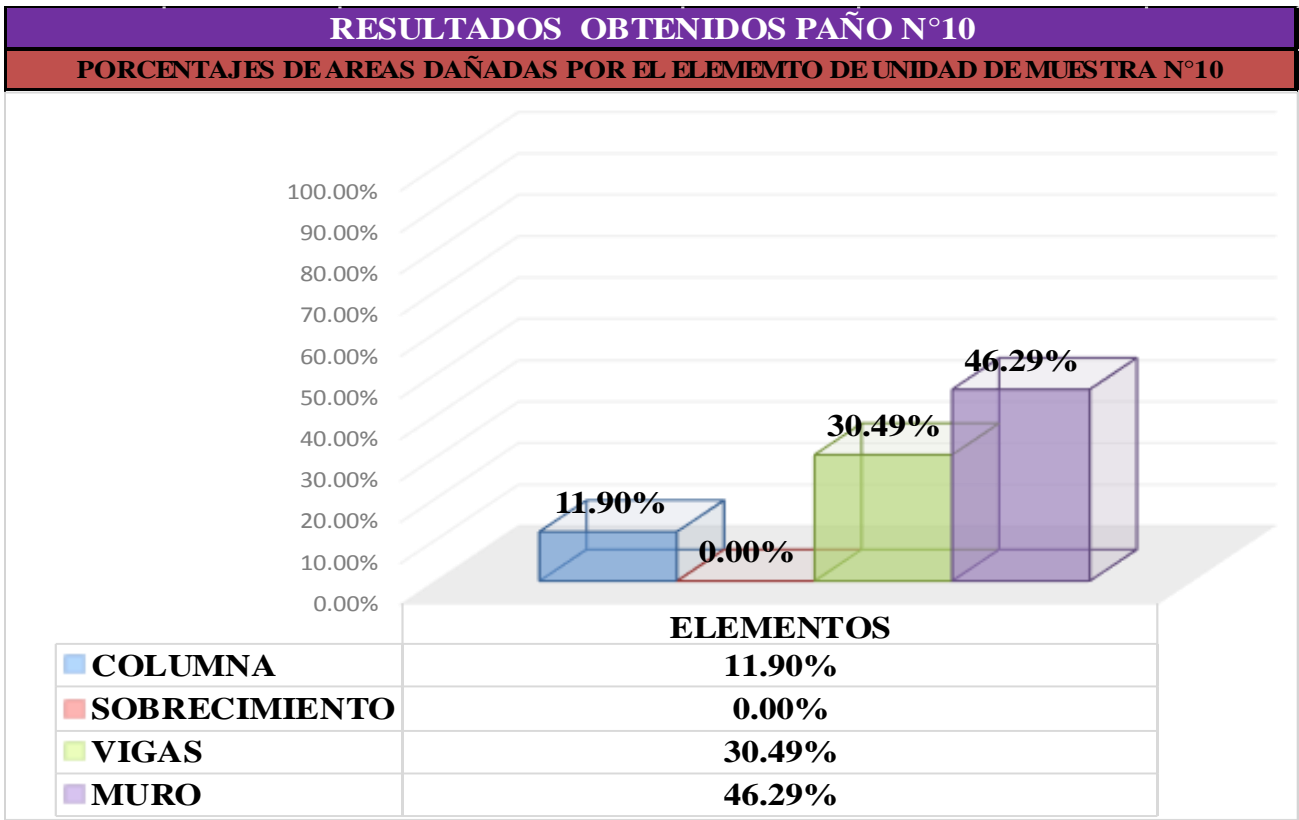 RESULTADOS OBTENIDOS PAÑO N°10
PORCENTAJES DE AREAS DAÑADAS POR EL ELEMEMTO DE UNIDAD DE MUESTRA N°10
100.00%
90.00%
80.00%
70.00%
60.00%
50.00%
40.00%
30.00%
20.00%
10.00%
0.00%
11.90%
0.00%
30.49%
46.29%
ELEMENTOS
COLUMNA 11.90%
SOBRECIMIENTO 0.00%
VIGAS 30.49%
MURO 46.29%